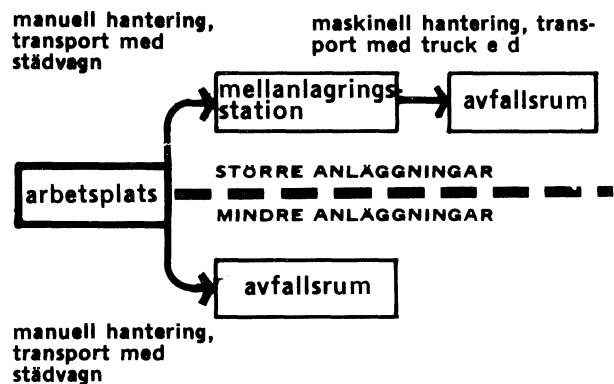 manuell hantering,
transport med
städvagn
maskinell hantering, trans-
port med truck e d
mellanlagrings-
station
avfallsrum
STÖRRE ANLÄGGNINGAR
arbetsplats
MINDRE ANLÄGGNINGAR
avfallsrum
manuell hantering,
transport med
städvagn